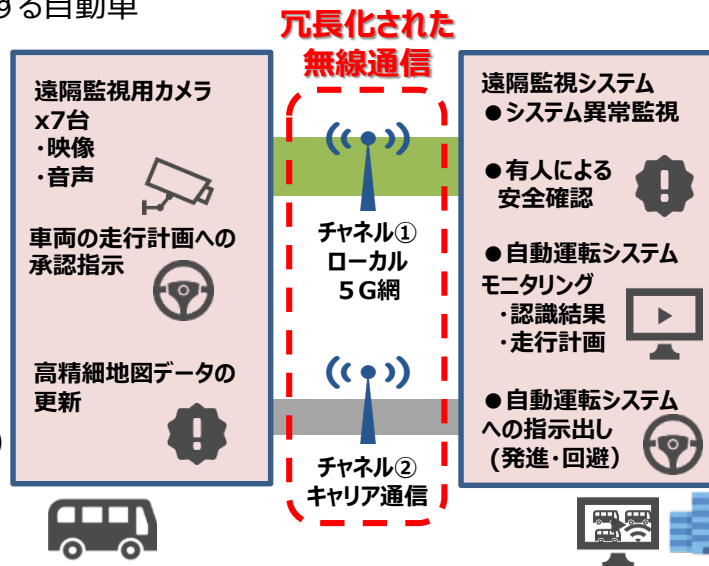 する自動車
冗長化された
無線通信
遠隔監視用カメラ
x7台
・映像
・音声
車両の走行計画への
承認指示
高精細地図データの
更新
チャネル①
ローカル
５G網
チャネル②
キャリア通信
遠隔監視システム
●システム異常監視
●有人による
安全確認
●自動運転システム
モニタリング
・認識結果
・走行計画
●自動運転システム
への指示出し
(発進・回避）
)